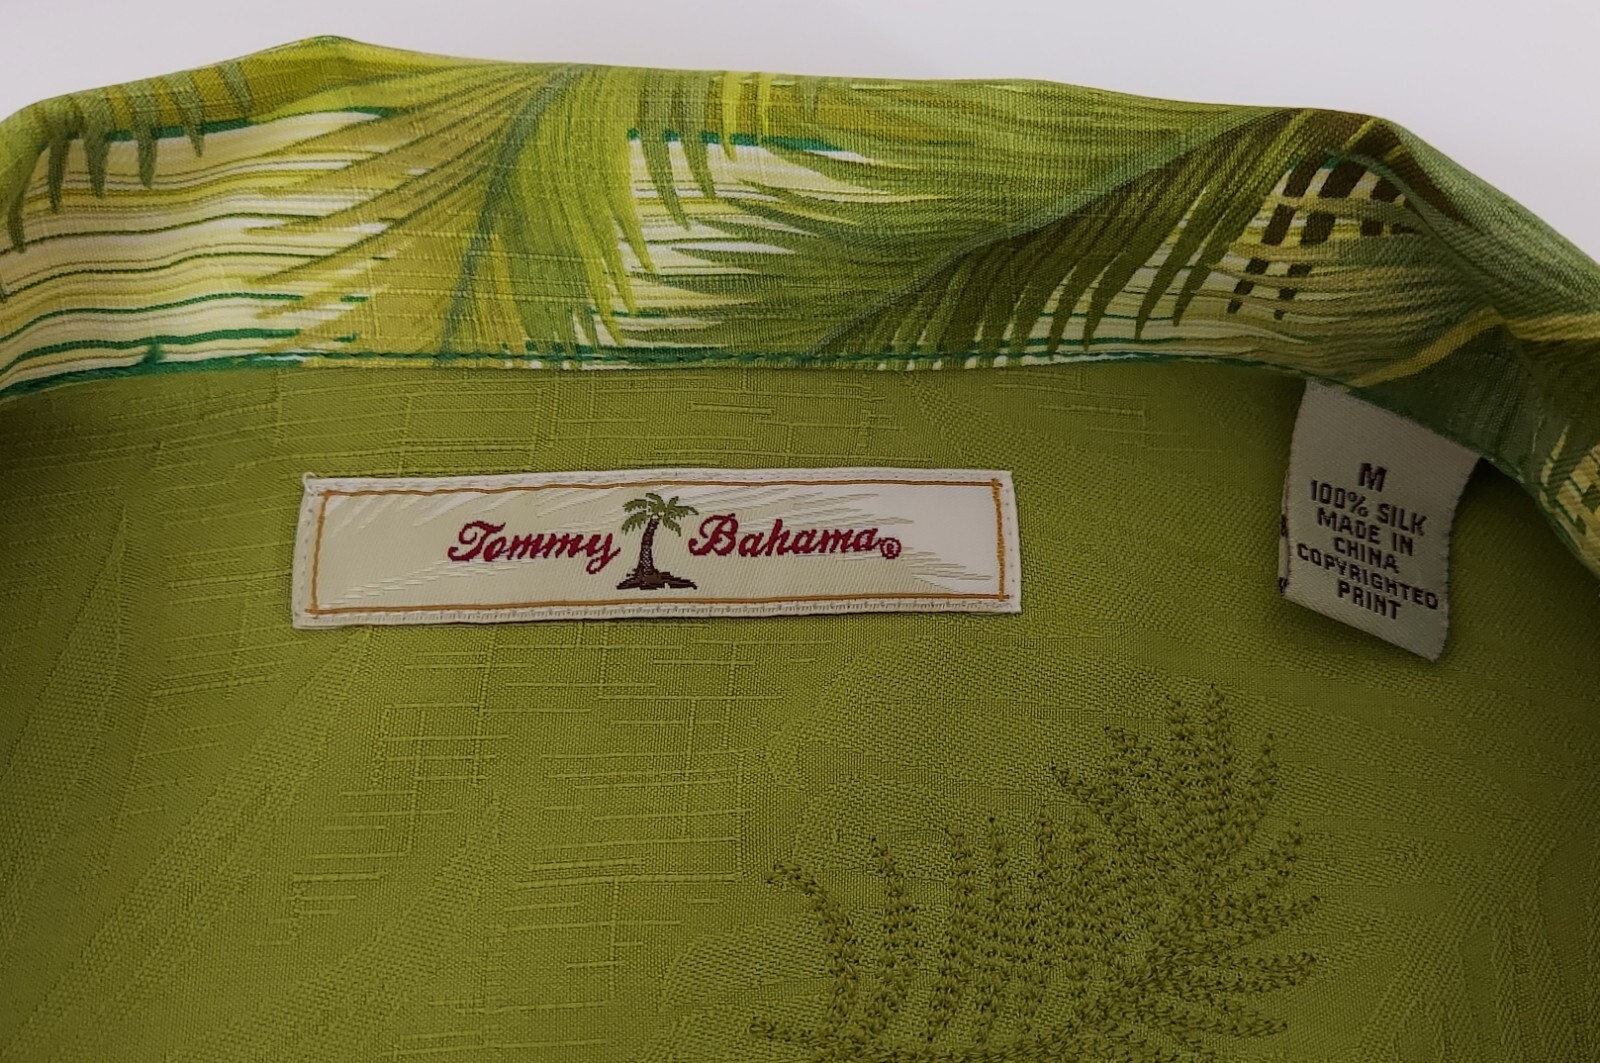 Tommy Bahama®
M
100% SILK
MADE IN
CHINA
COPYRIGHTED
PRINT